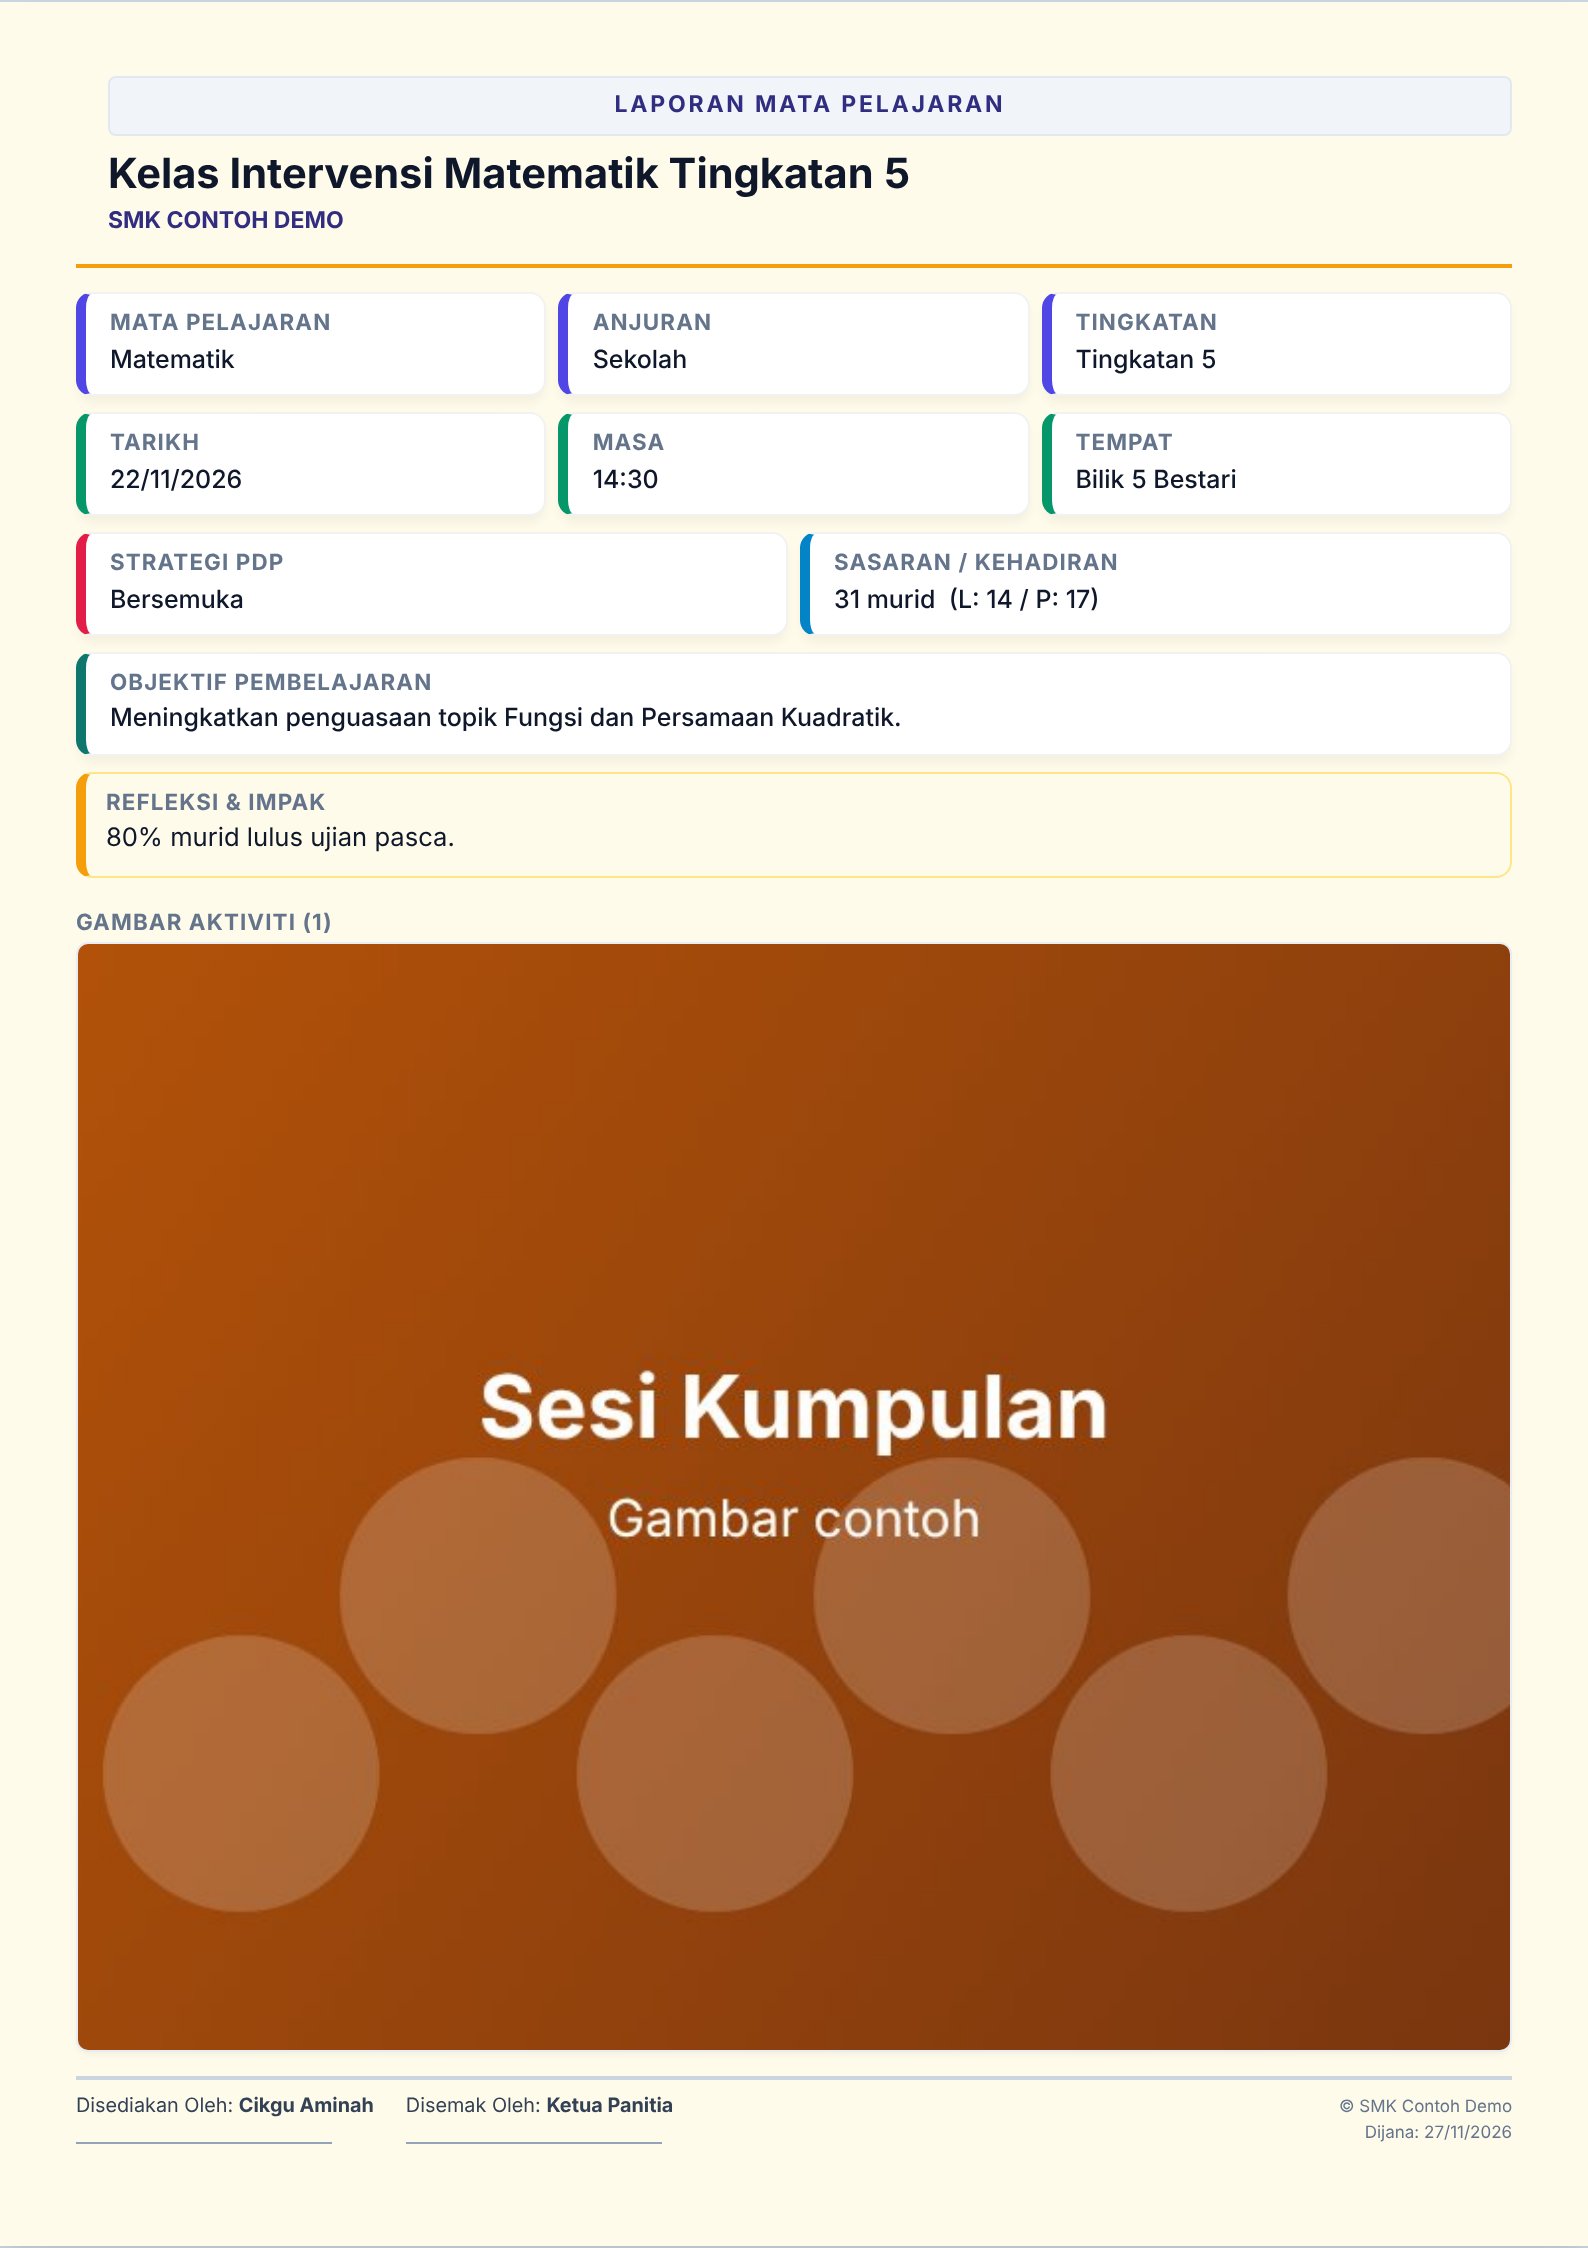 LAPORAN MATA PELAJARAN
Kelas Intervensi Matematik Tingkatan 5
SMK CONTOH DEMO
MATA PELAJARAN
Matematik
ANJURAN
Sekolah
TINGKATAN
Tingkatan 5
TARIKH
22/11/2026
MASA
14:30
TEMPAT
Bilik 5 Bestari
STRATEGI PDP
Bersemuka
SASARAN / KEHADIRAN
31 murid (L: 14 / P: 17)
OBJEKTIF PEMBELAJARAN
Meningkatkan penguasaan topik Fungsi dan Persamaan Kuadratik.
REFLEKSI & IMPAK
80% murid lulus ujian pasca.
GAMBAR AKTIVITI (1)
Sesi Kumpulan
Gambar contoh
Disediakan Oleh: Cikgu Aminah
Disemak Oleh: Ketua Panitia
© SMK Contoh Demo
Dijana: 27/11/2026